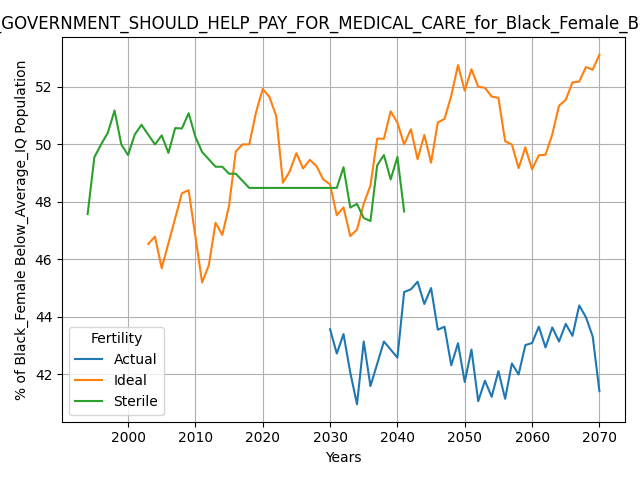 _GOVERNMENT_SHOULD_HELP_PAY_FOR_MEDICAL_CARE_for_Black_Female_B
% of Black_Female Below_Average_IQ Population
52
50
48
46
44
42
Fertility
Actual
Ideal
Sterile
2000 2010 2020 2030 2040 2050 2060 2070
Years